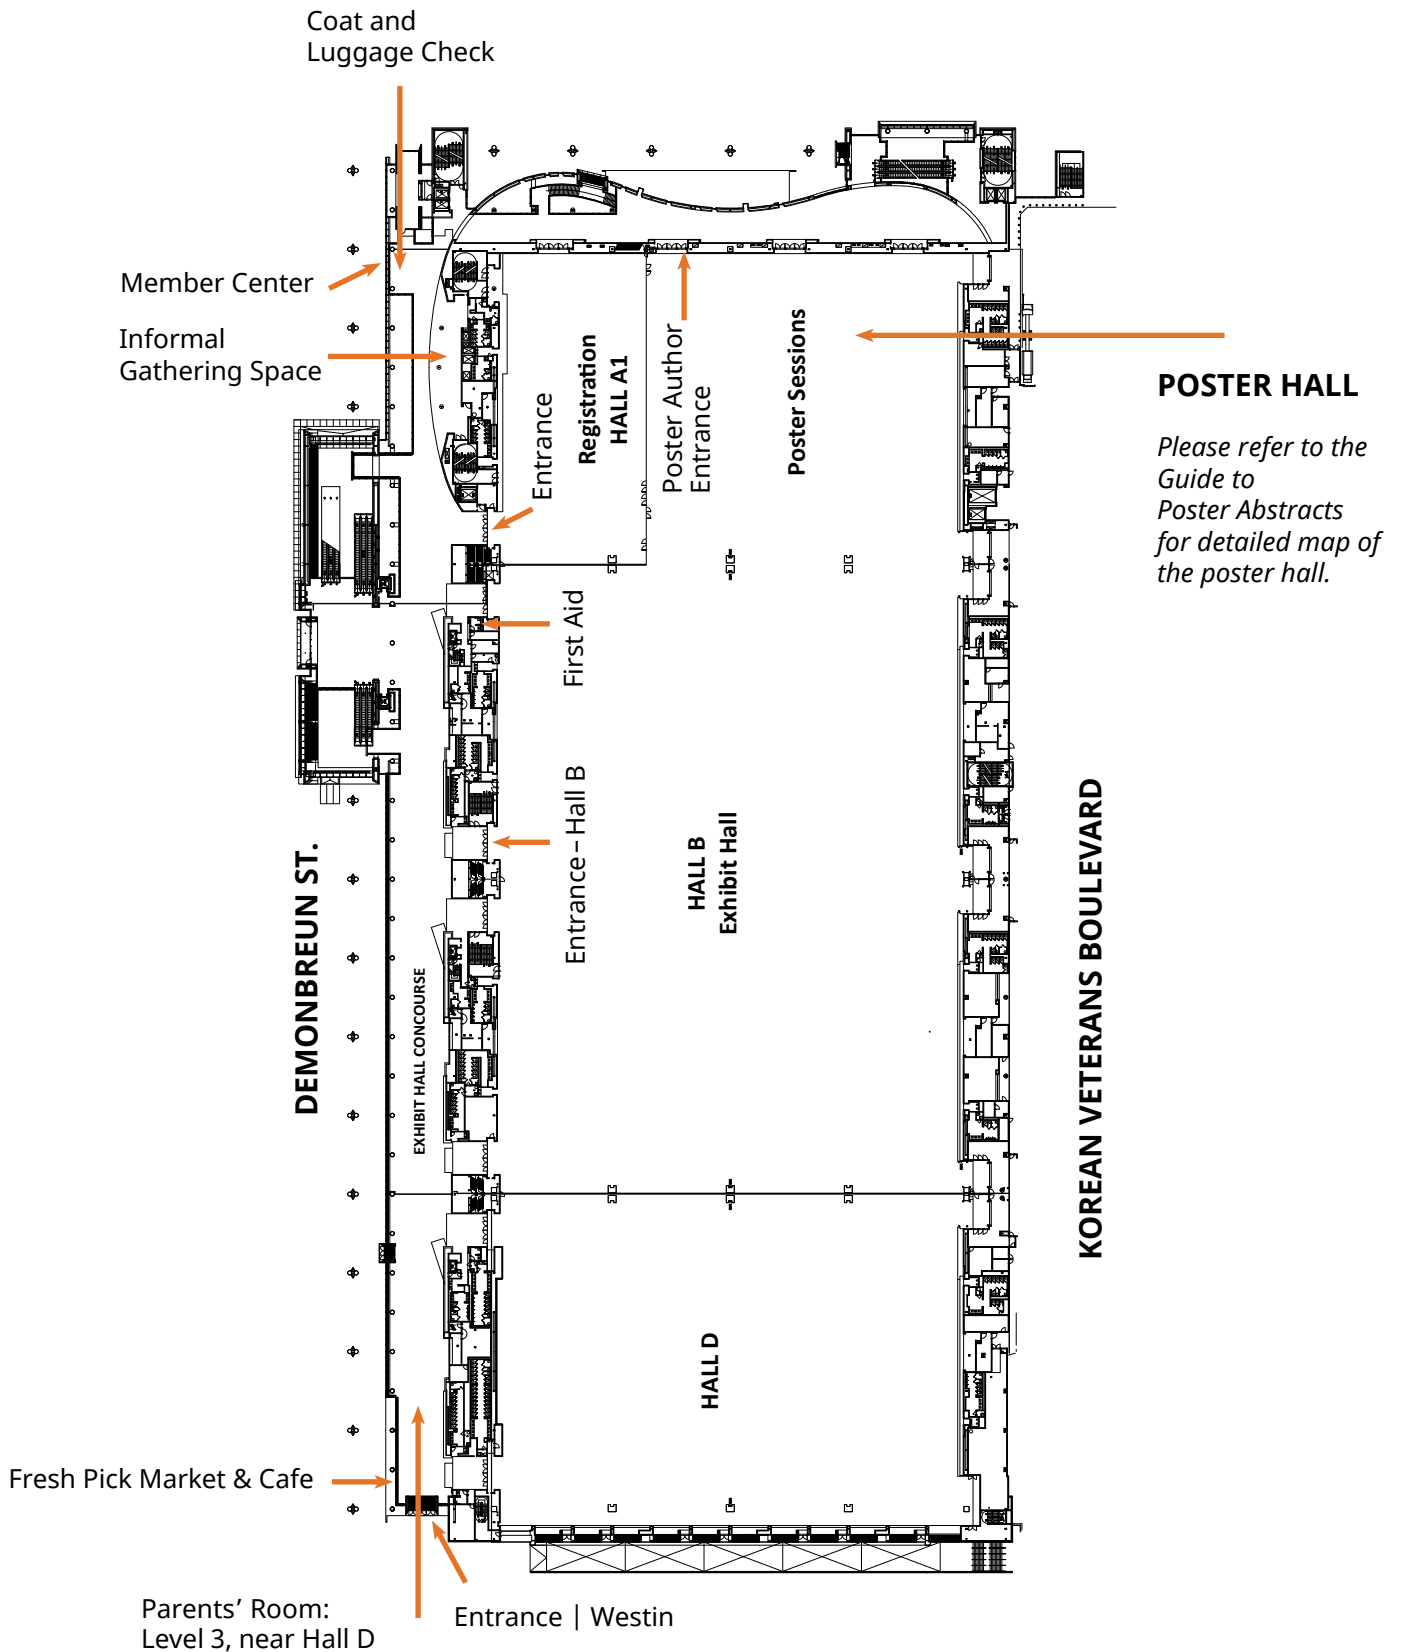 Coat and
Luggage Check
Member Center
Informal
Gathering Space
Entrance
Registration
HALL A1
Poster Author
Entrance
Poster Sessions
POSTER HALL
Please refer to the
Guide to
Poster Abstracts
for detailed map of
the poster hall.
First Aid
Entrance – Hall B
HALL B
Exhibit Hall
DEMONBREUN ST.
EXHIBIT HALL CONCOURSE
KOREAN VETERANS BOULEVARD
HALL D
Fresh Pick Market & Cafe
Parents’ Room:
Level 3, near Hall D
Entrance | Westin